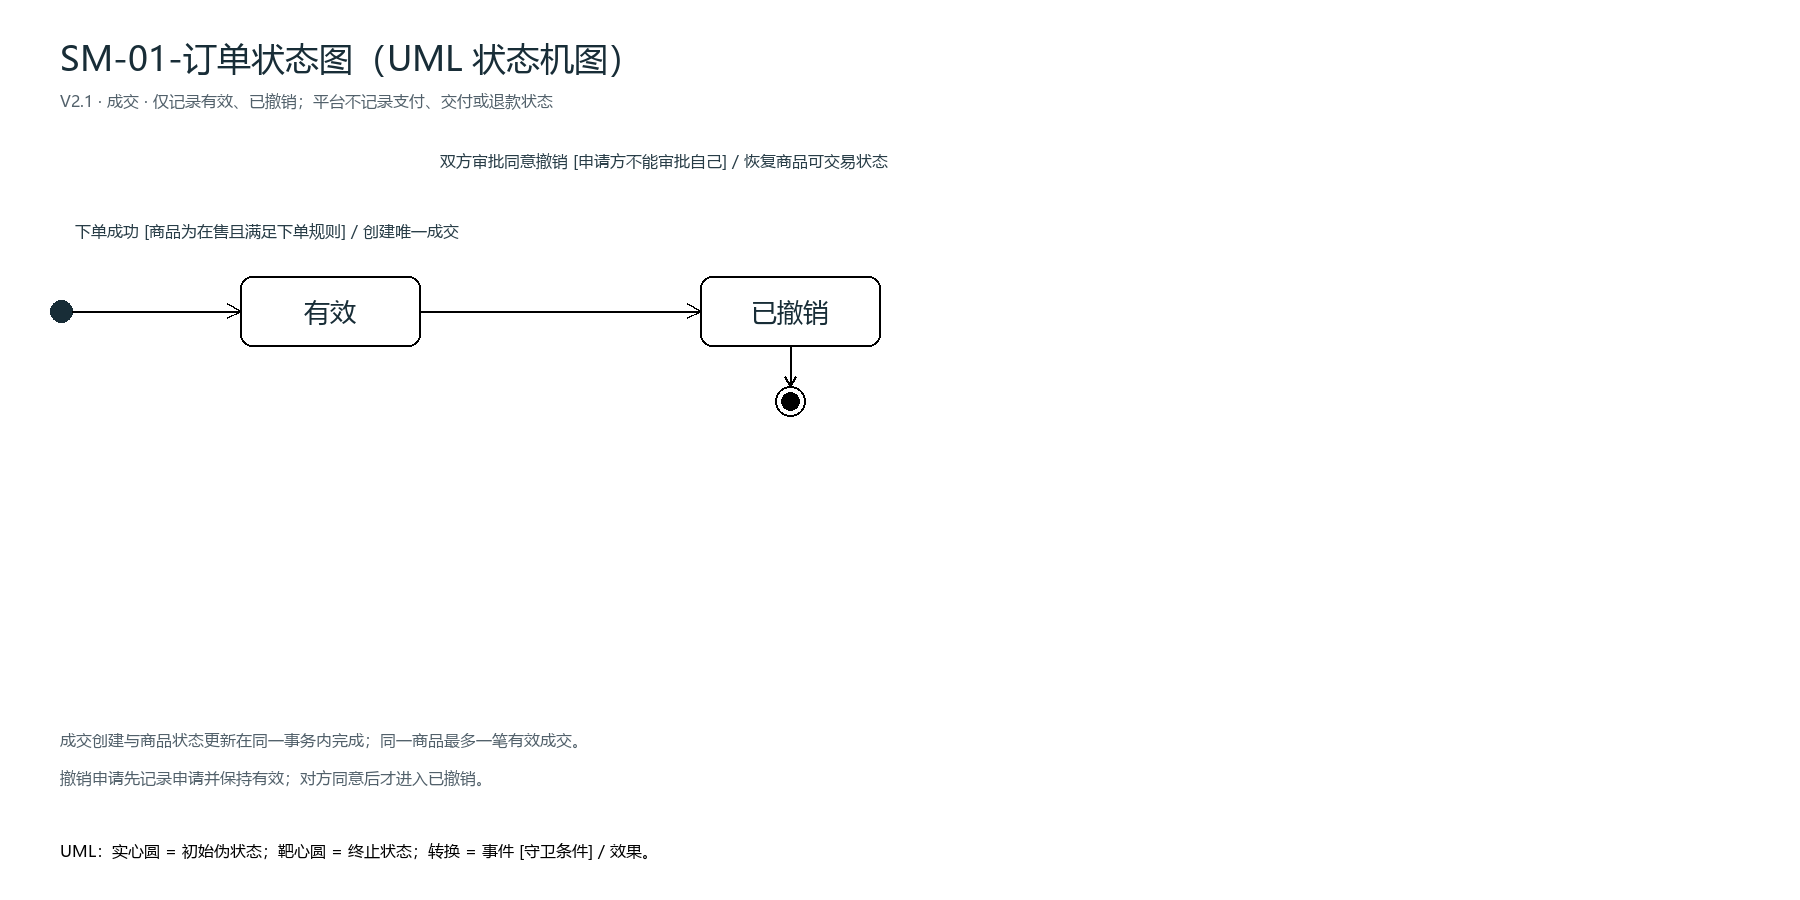 SM-01-订单状态图（UML 状态机图）
V2.1 · 成交 · 仅记录有效、已撤销；平台不记录支付、交付或退款状态
双方审批同意撤销 [申请方不能审批自己] / 恢复商品可交易状态
下单成功 [商品为在售且满足下单规则] / 创建唯一成交
有效
已撤销
成交创建与商品状态更新在同一事务内完成；同一商品最多一笔有效成交。
撤销申请先记录申请并保持有效；对方同意后才进入已撤销。
UML：实心圆 = 初始伪状态；靶心圆 = 终止状态；转换 = 事件 [守卫条件] / 效果。